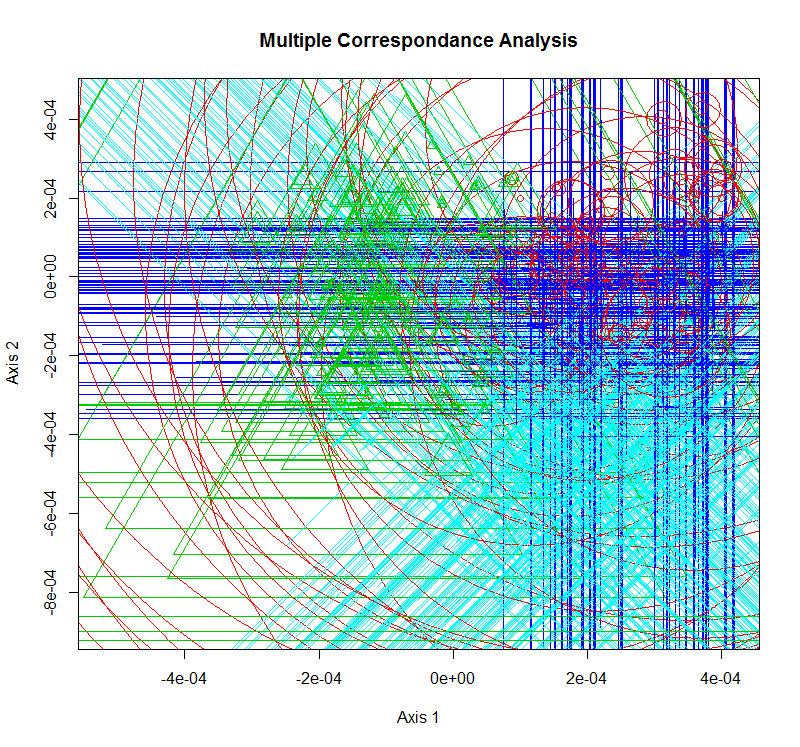 Multiple Correspondance Analysis
4e-04
2e-04
0e+00
-2e-04
-4e-04
-6e-04
-8e-04
Axis 2
-4e-04 -2e-04 0e+00 2e-04 4e-04
Axis 1